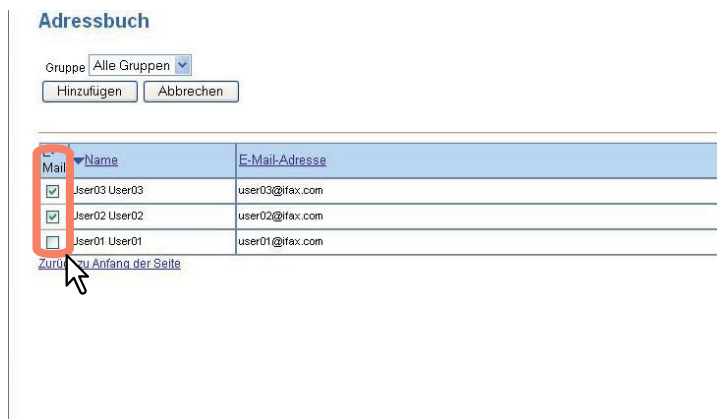 Adressbuch
Gruppe Alle Gruppen
Hinzufügen Abbrechen
E-Mail Name E-Mail-Adresse
User03 User03 user03@ifax.com
User02 User02 user02@ifax.com
User01 User01 user01@ifax.com
Zurück zu Anfang der Seite